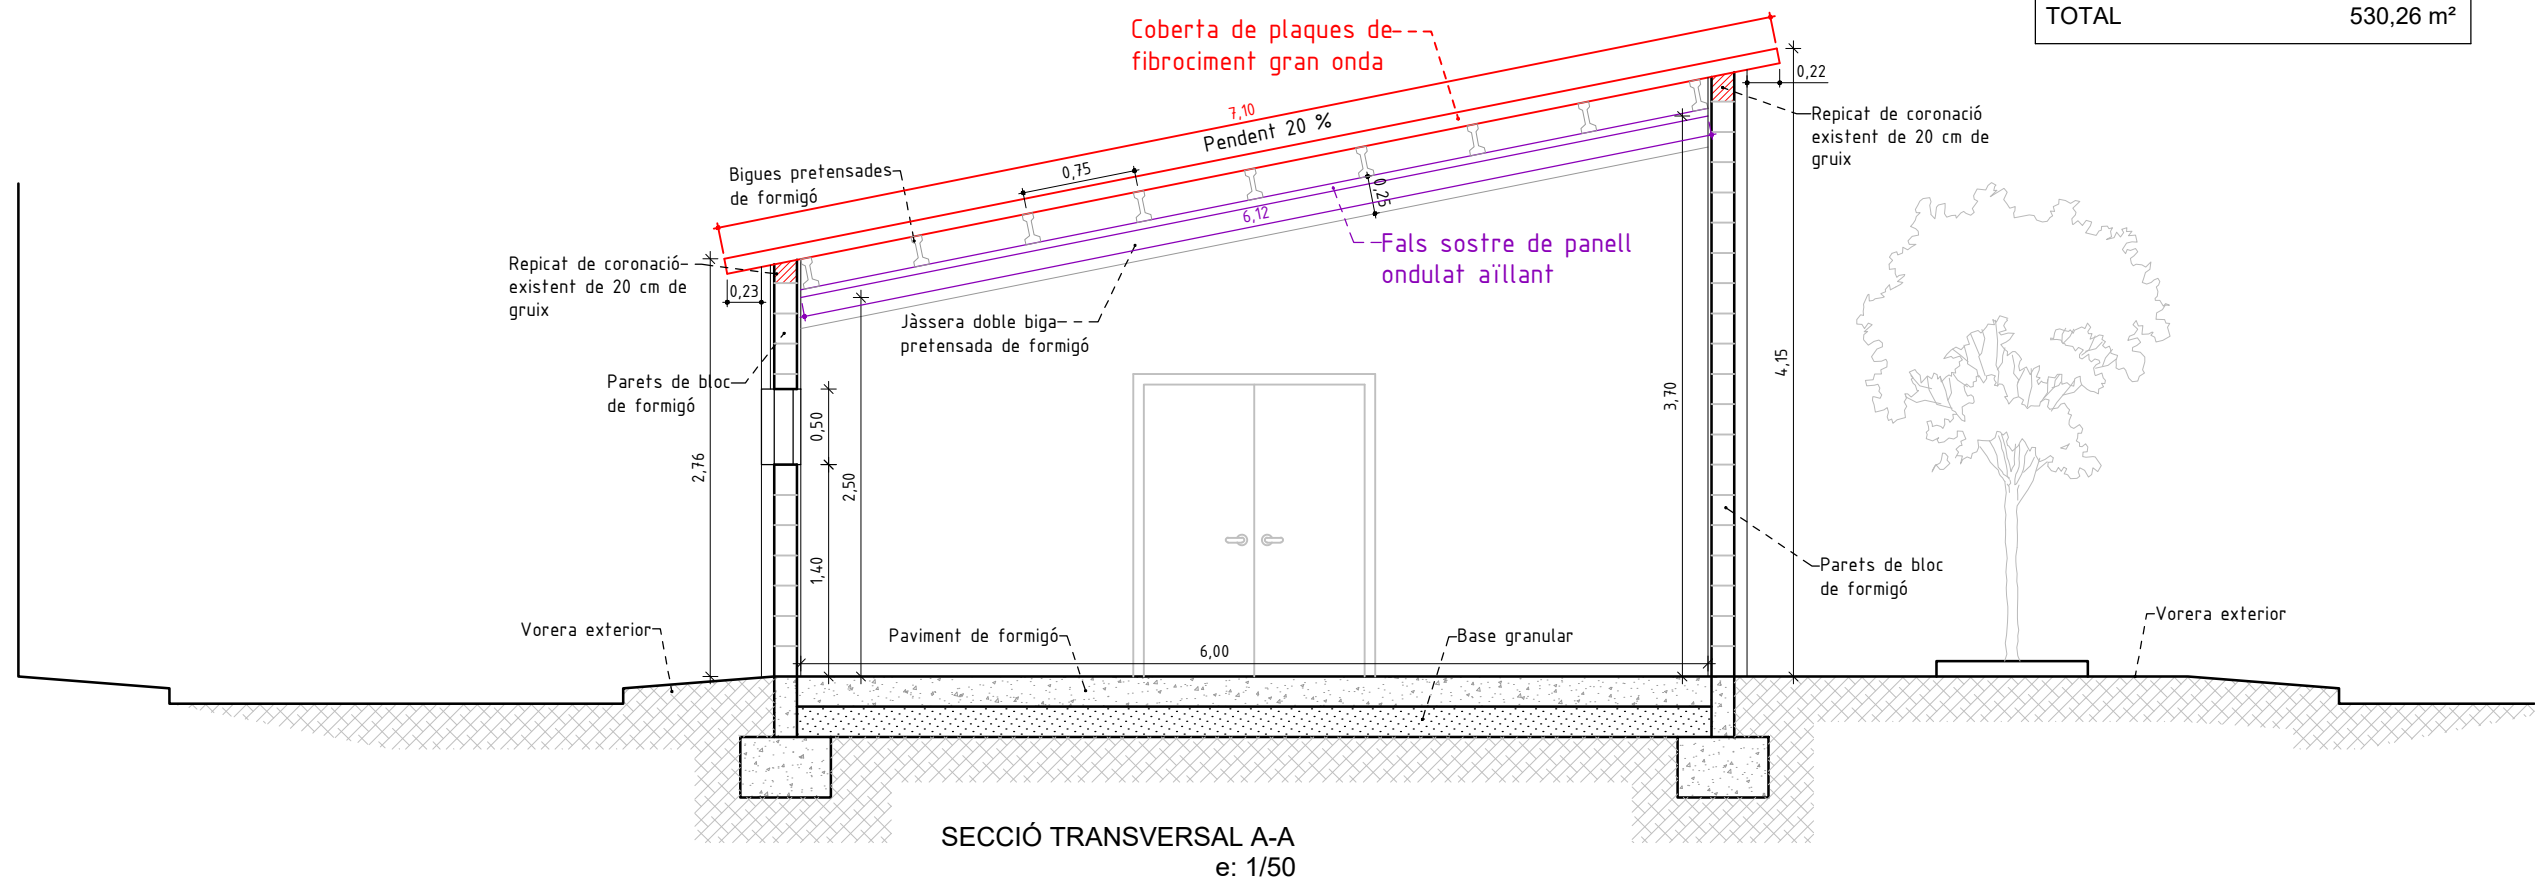 TOTAL 530,26 m²
Coberta de plaques de
fibrociment gran onda
0,22
7,10
Pendent 20 %
Repicat de coronació
existent de 20 cm de
gruix
Bigues pretensades
de formigó
0,75
0,25
6,12
Fals sostre de panell
ondulat aïllant
Repicat de coronació
existent de 20 cm de
gruix
0,23
Jàssera doble biga
pretensada de formigó
Parets de bloc
de formigó
2,76
0,50
2,50
1,40
3,70
4,15
Parets de bloc
de formigó
Vorera exterior
Paviment de formigó
6,00
Base granular
Vorera exterior
SECCIÓ TRANSVERSAL A-A
e: 1/50